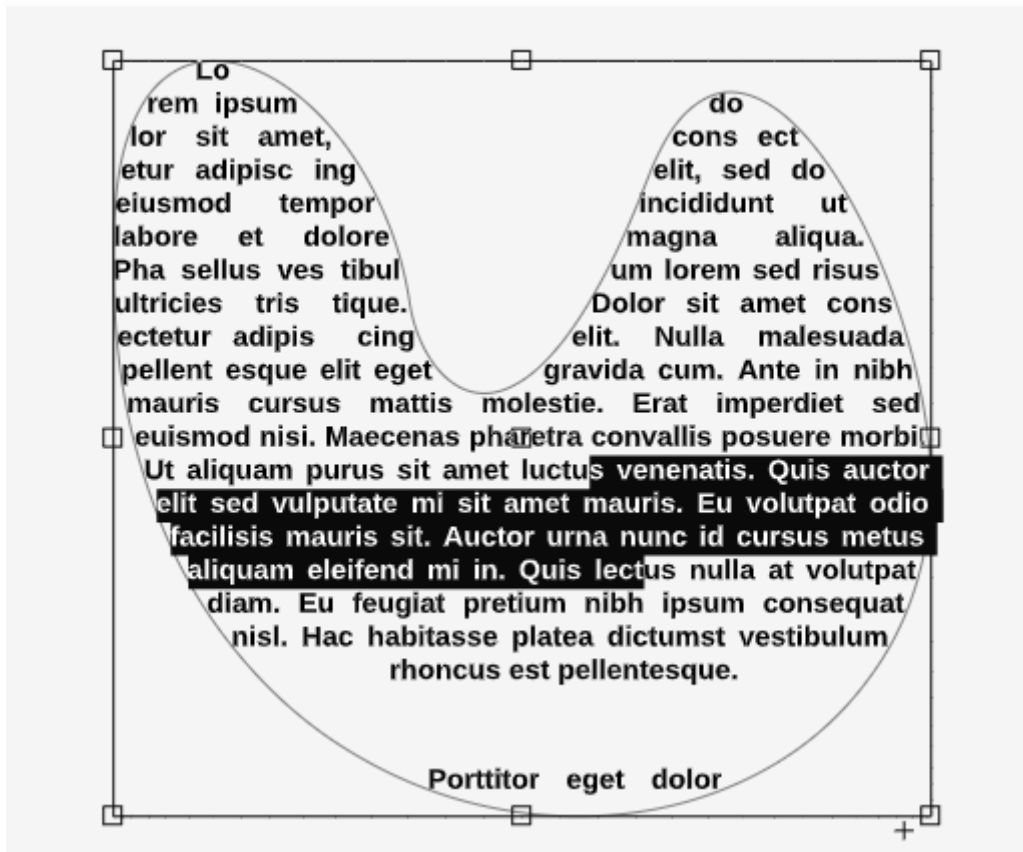 Lo
rem ipsum do
lor sit amet, cons ect
etur adipisc ing elit, sed do
eiusmod tempor incididunt ut
labore et dolore magna aliqua.
Pha sellus ves tibul um lorem sed risus
ultricies tris tique. Dolor sit amet cons
ectetur adipis cing elit. Nulla malesuada
pellent esque elit eget gravida cum. Ante in nibh
mauris cursus mattis molestie. Erat imperdiet sed
euismod nisi. Maecenas pharetra convallis posuere morbi.
Ut aliquam purus sit amet luctus venenatis. Quis auctor
elit sed vulputate mi sit amet mauris. Eu volutpat odio
facilisis mauris sit. Auctor urna nunc id cursus metus
aliquam eleifend mi in. Quis lectus nulla at volutpat
diam. Eu feugiat pretium nibh ipsum consequat
nisl. Hac habitasse platea dictumst vestibulum
rhoncus est pellentesque.
Porttitor eget dolor